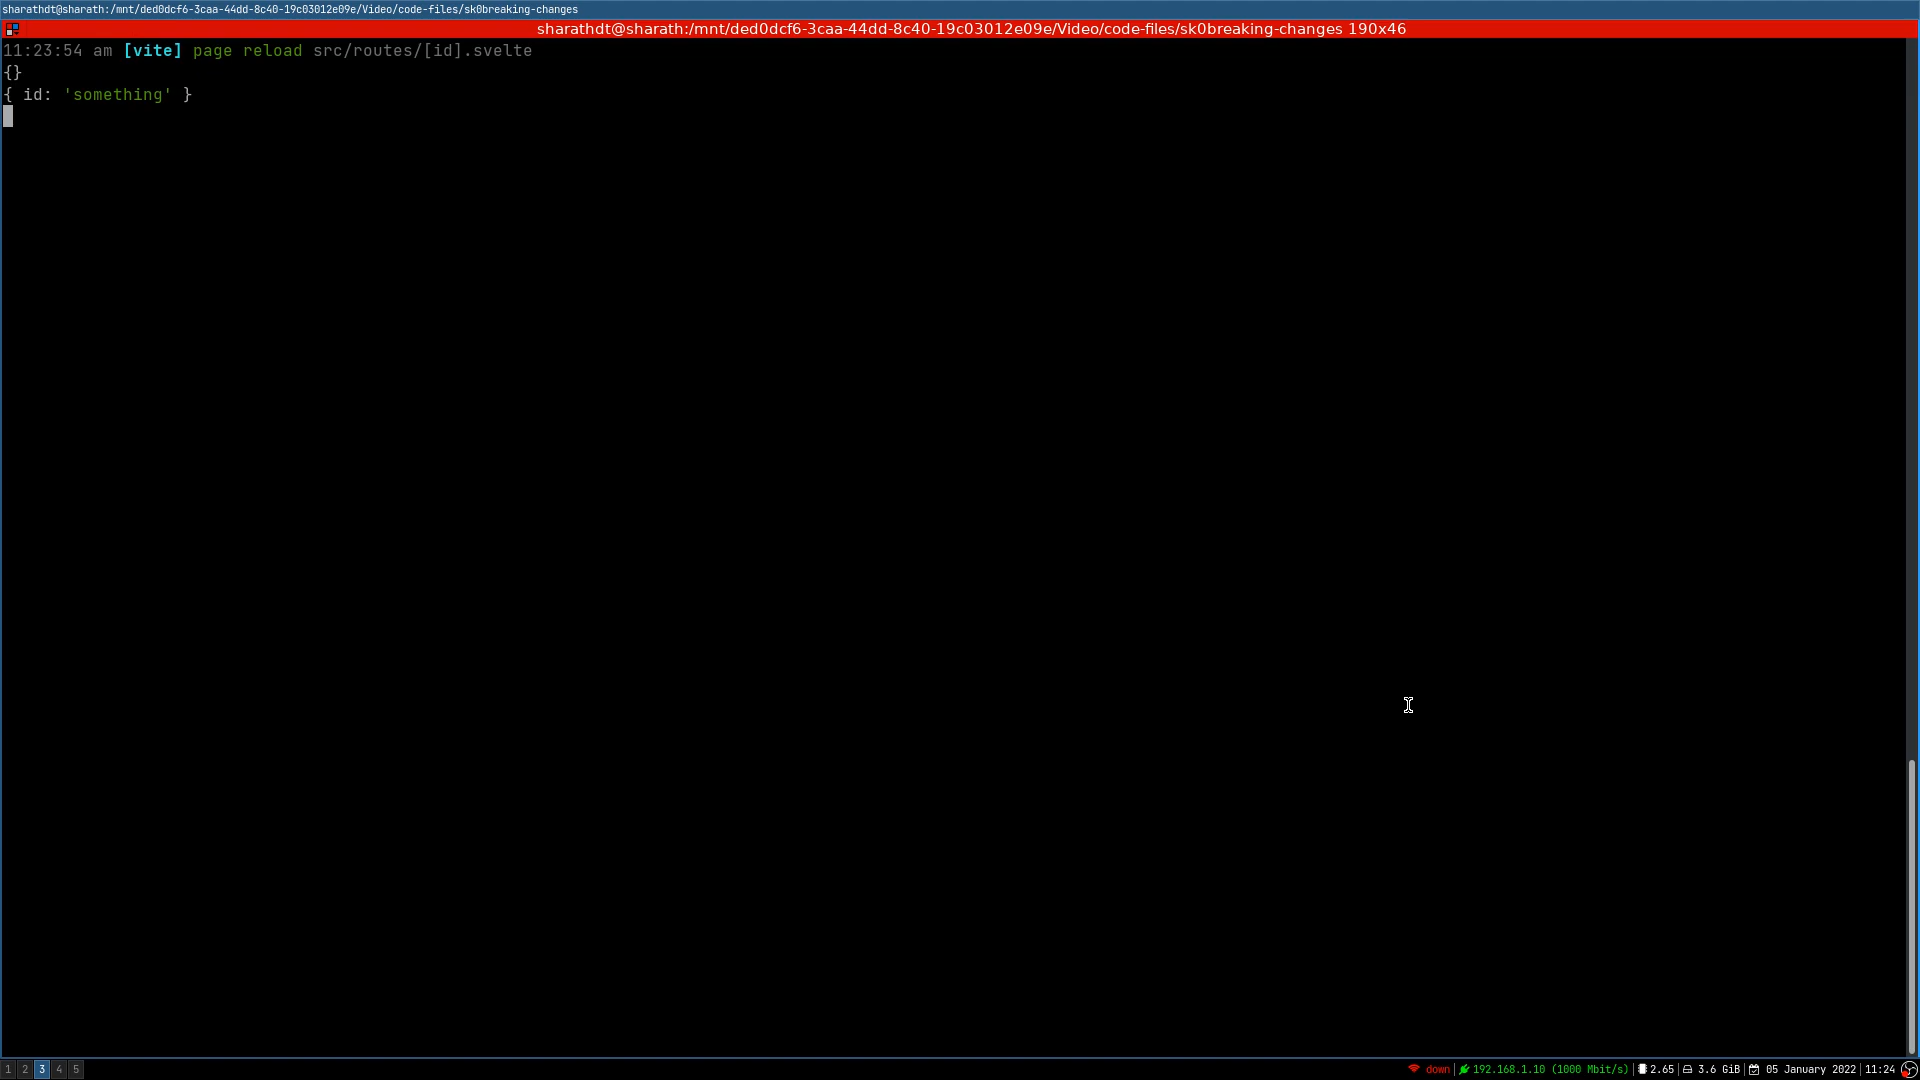 sharathdt@sharath:/mnt/ded0dcf6-3caa-44dd-8c40-19c03012e09e/Video/code-files/sk0breaking-changes
sharathdt@sharath:/mnt/ded0dcf6-3caa-44dd-8c40-19c03012e09e/Video/code-files/sk0breaking-changes 190x46
11:23:54 am [vite] page reload src/routes/[id].svelte
{}
{ id: 'something' }
1 2 3 4 5 down 192.168.1.10 (1000 Mbit/s) 2.65 3.6 GiB 05 January 2022 11:24